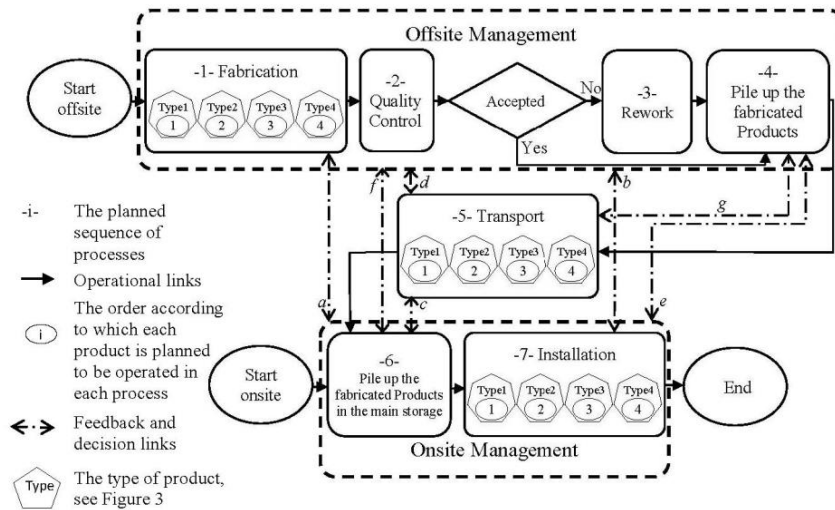 Offsite Management
Start
offsite
-1- Fabrication
Type1
Type2
Type3
Type4
1
2
3
4
-2-
Quality
Control
Accepted
No
Yes
-3-
Rework
-4-
Pile up the
fabricated
Products
f
d
b
g
-5- Transport
Type1
Type2
Type3
Type4
1
2
3
4
a
c
e
-i-
The planned
sequence of
processes
Operational links
i
The order according
to which each
product is planned
to be operated in
each process
Feedback and
decision links
Type
The type of product,
see Figure 3
Start
onsite
-6-
Pile up the
fabricated Products
in the main storage
-7- Installation
Type1
Type2
Type3
Type4
1
2
3
4
End
Onsite Management